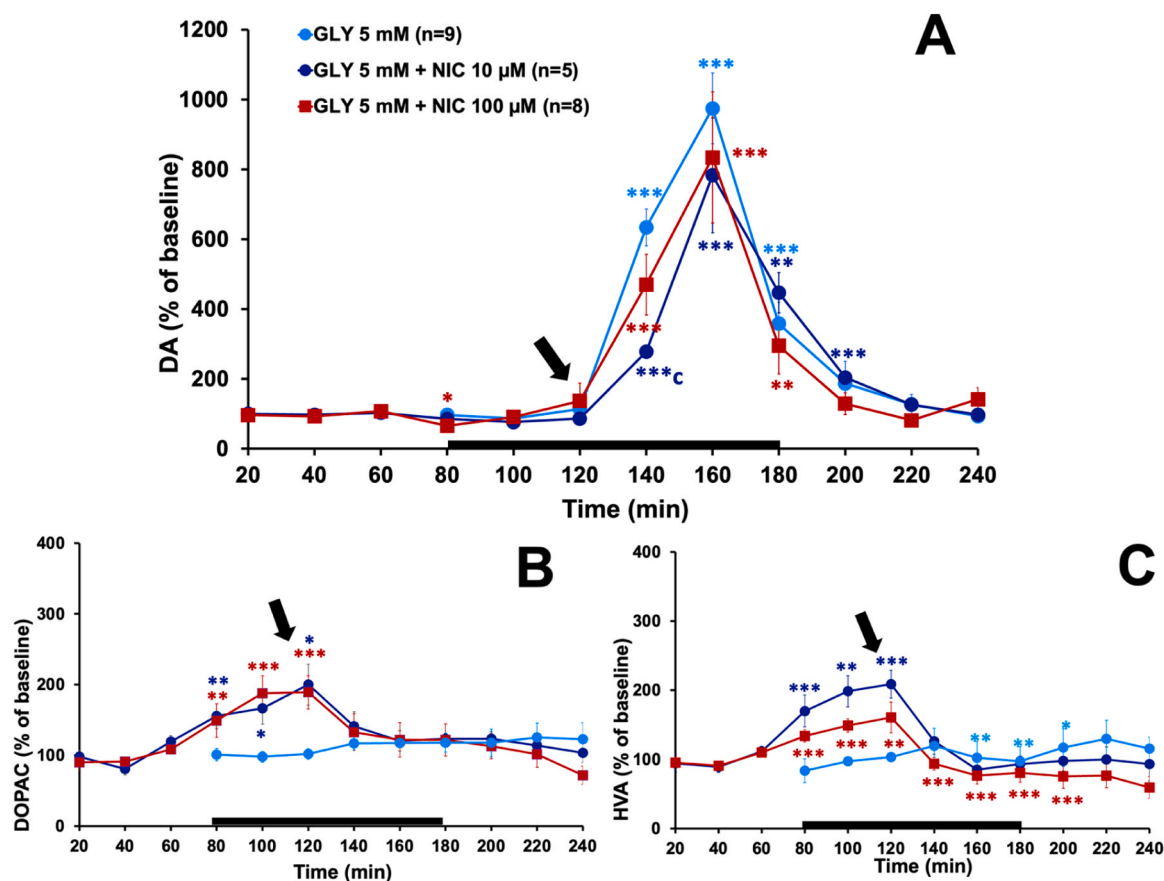 A
1200
1000
800
600
400
200
0
DA (% of baseline)
GLY 5 mM (n=9)
GLY 5 mM + NIC 10 µM (n=5)
GLY 5 mM + NIC 100 µM (n=8)
***
***
***
***
***
***
**
***
***c
**
*
20 40 60 80 100 120 140 160 180 200 220 240
Time (min)
B
400
300
200
100
0
DOPAC (% of baseline)
*
** *** ***
**
*
20 40 60 80 100 120 140 160 180 200 220 240
Time (min)
C
400
300
200
100
0
HVA (% of baseline)
*** ** ***
** ** *
*** *** ** *** *** *** ***
20 40 60 80 100 120 140 160 180 200 220 240
Time (min)